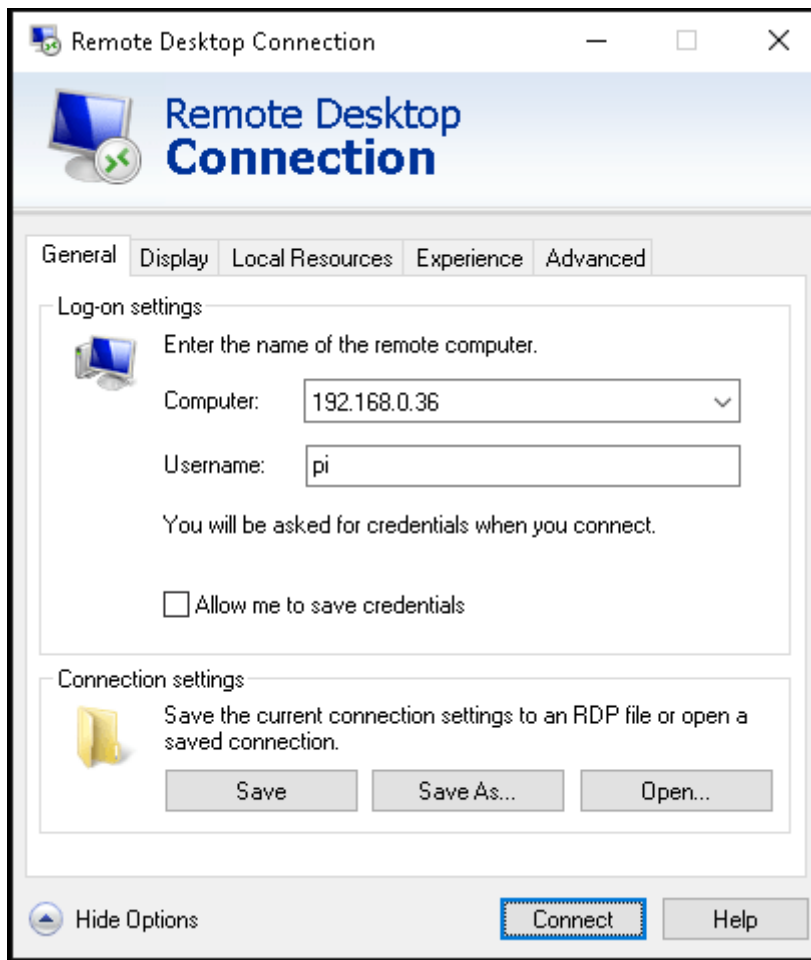 Remote Desktop Connection
Remote Desktop
Connection
General Display Local Resources Experience Advanced
Log-on settings
Enter the name of the remote computer.
Computer: 192.168.0.36
Username: pi
You will be asked for credentials when you connect.
Allow me to save credentials
Connection settings
Save the current connection settings to an RDP file or open a
saved connection.
Save Save As... Open...
Hide Options Connect Help